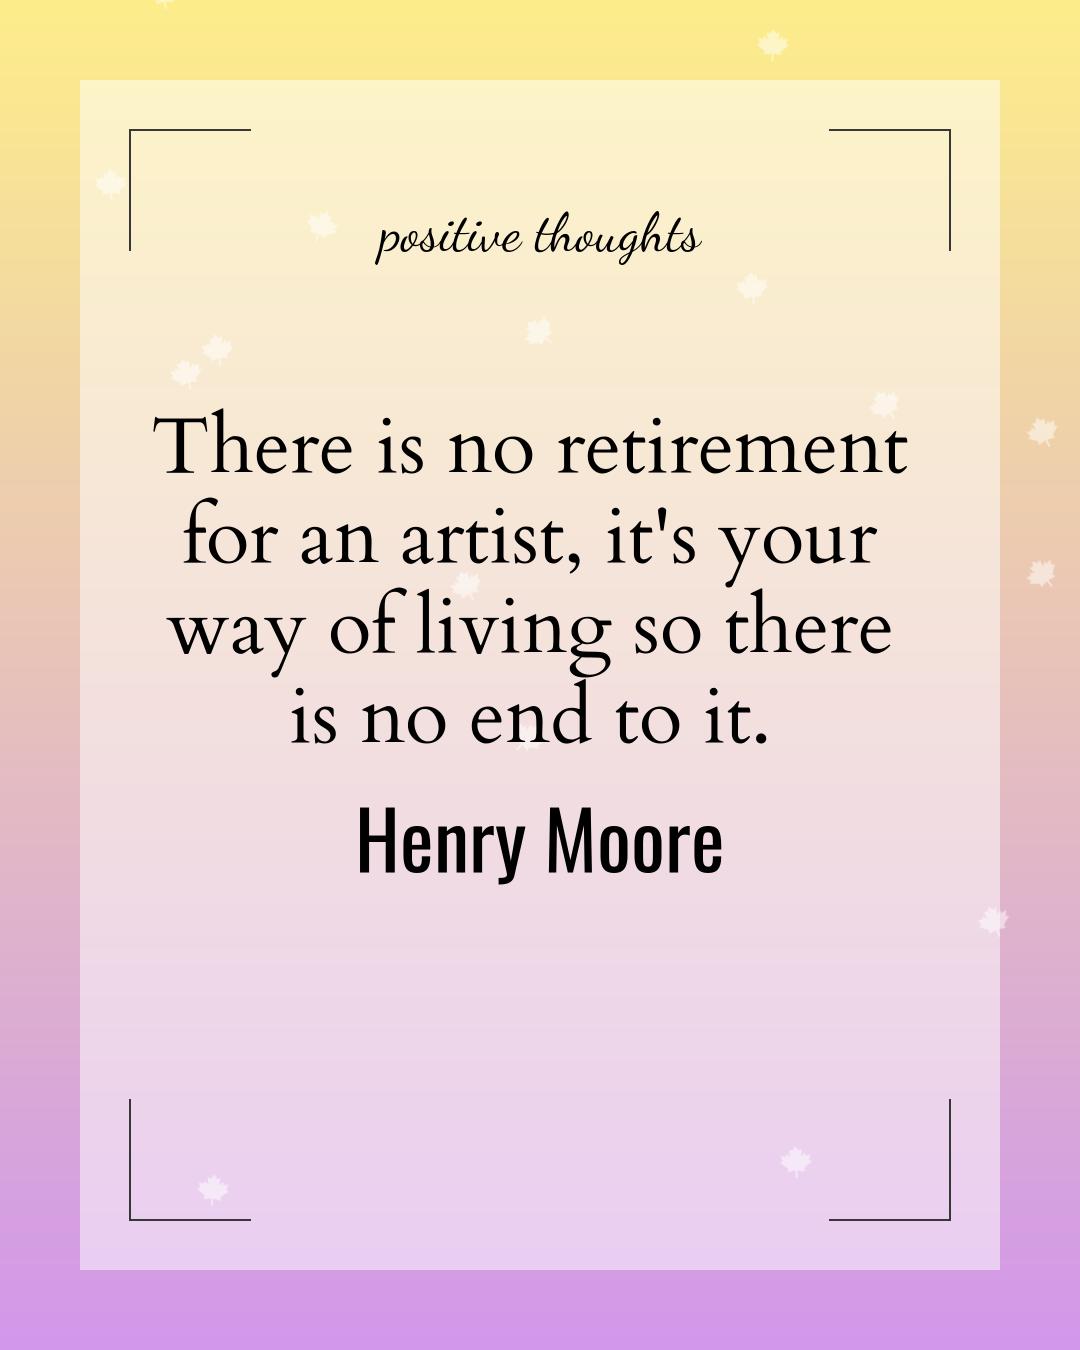 positive thoughts
There is no retirement
for an artist, it's your
way of living so there
is no end to it.
Henry Moore